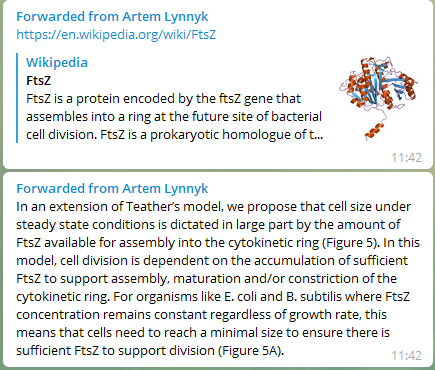 Forwarded from Artem Lynnyk
https://en.wikipedia.org/wiki/FtsZ
Wikipedia
FtsZ
FtsZ is a protein encoded by the ftsZ gene that
assembles into a ring at the future site of bacterial
cell division. FtsZ is a prokaryotic homologue of t...
11:42
Forwarded from Artem Lynnyk
In an extension of Teather's model, we propose that cell size under
steady state conditions is dictated in large part by the amount of
FtsZ available for assembly into the cytokinetic ring (Figure 5). In this
model, cell division is dependent on the accumulation of sufficient
FtsZ to support assembly, maturation and/or constriction of the
cytokinetic ring. For organisms like E. coli and B. subtilis where FtsZ
concentration remains constant regardless of growth rate, this
means that cells need to reach a minimal size to ensure there is
sufficient FtsZ to support division (Figure 5A).
11:42